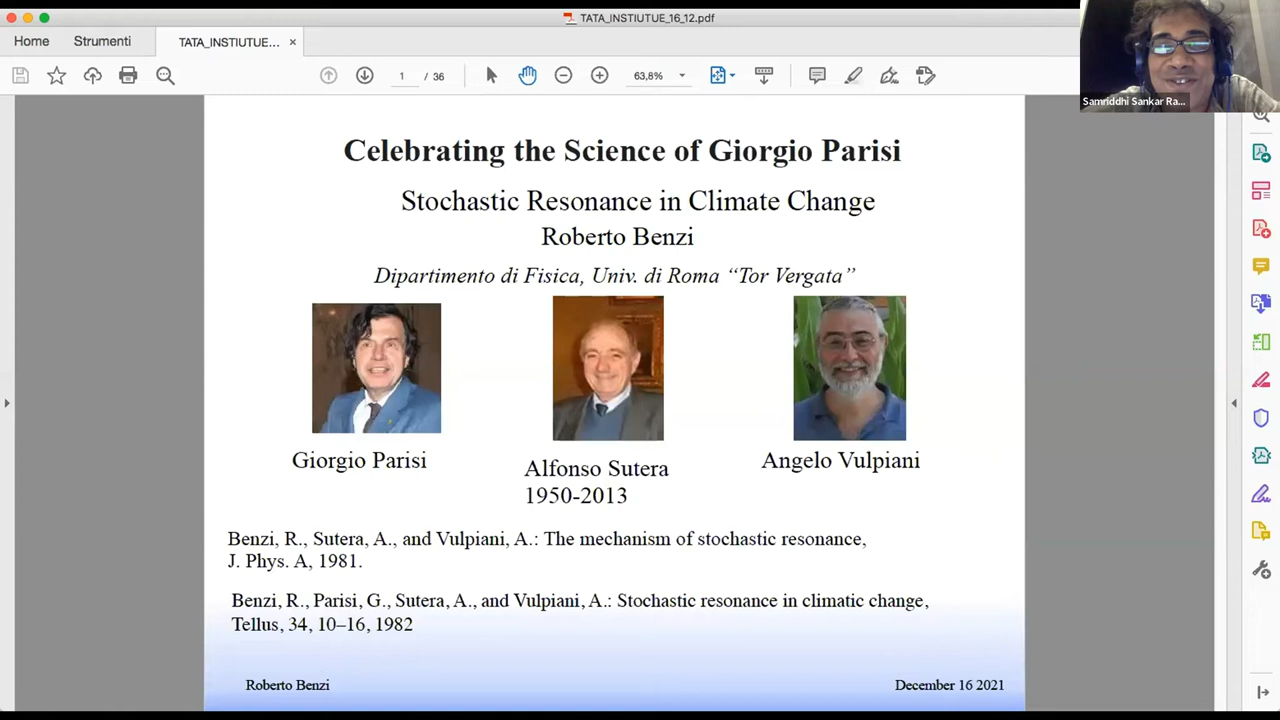 TATA_INSTIUTUE_16_12.pdf
Home
Strumenti
TATA_INSTIUTUE...
1 / 36
63,8%
Samriddhi Sankar Ra...
Celebrating the Science of Giorgio Parisi
Stochastic Resonance in Climate Change
Roberto Benzi
Dipartimento di Fisica, Univ. di Roma “Tor Vergata”
Giorgio Parisi
Alfonso Sutera
1950-2013
Angelo Vulpiani
Benzi, R., Sutera, A., and Vulpiani, A.: The mechanism of stochastic resonance,
J. Phys. A, 1981.
Benzi, R., Parisi, G., Sutera, A., and Vulpiani, A.: Stochastic resonance in climatic change,
Tellus, 34, 10–16, 1982
Roberto Benzi
December 16 2021